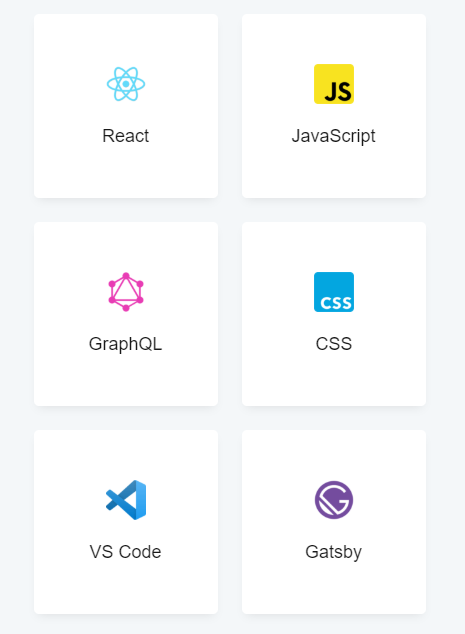 JS
React
JavaScript
CSS
GraphQL
CSS
VS Code
Gatsby